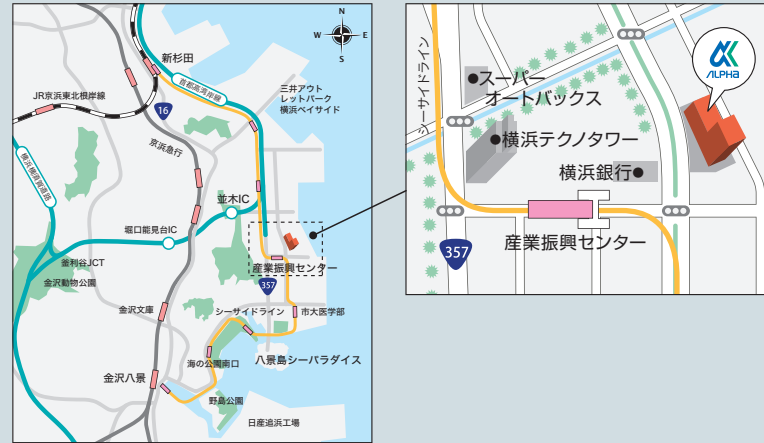 N
W
E
S
新杉田
首都高湾岸線
三井アウト
レットパーク
横浜ベイサイド
JR京浜東北根岸線
16
京浜急行
横浜横須賀道路
並木IC
堀口能見台IC
釜利谷JCT
金沢動物公園
産業振興センター
357
金沢文庫
シーサイドライン
市大医学部
海の公園南口
八景島シーパラダイス
金沢八景
野島公園
日産追浜工場
シーサイドライン
スーパー
オートバックス
横浜テクノタワー
横浜銀行
産業振興センター
357
ALPHA